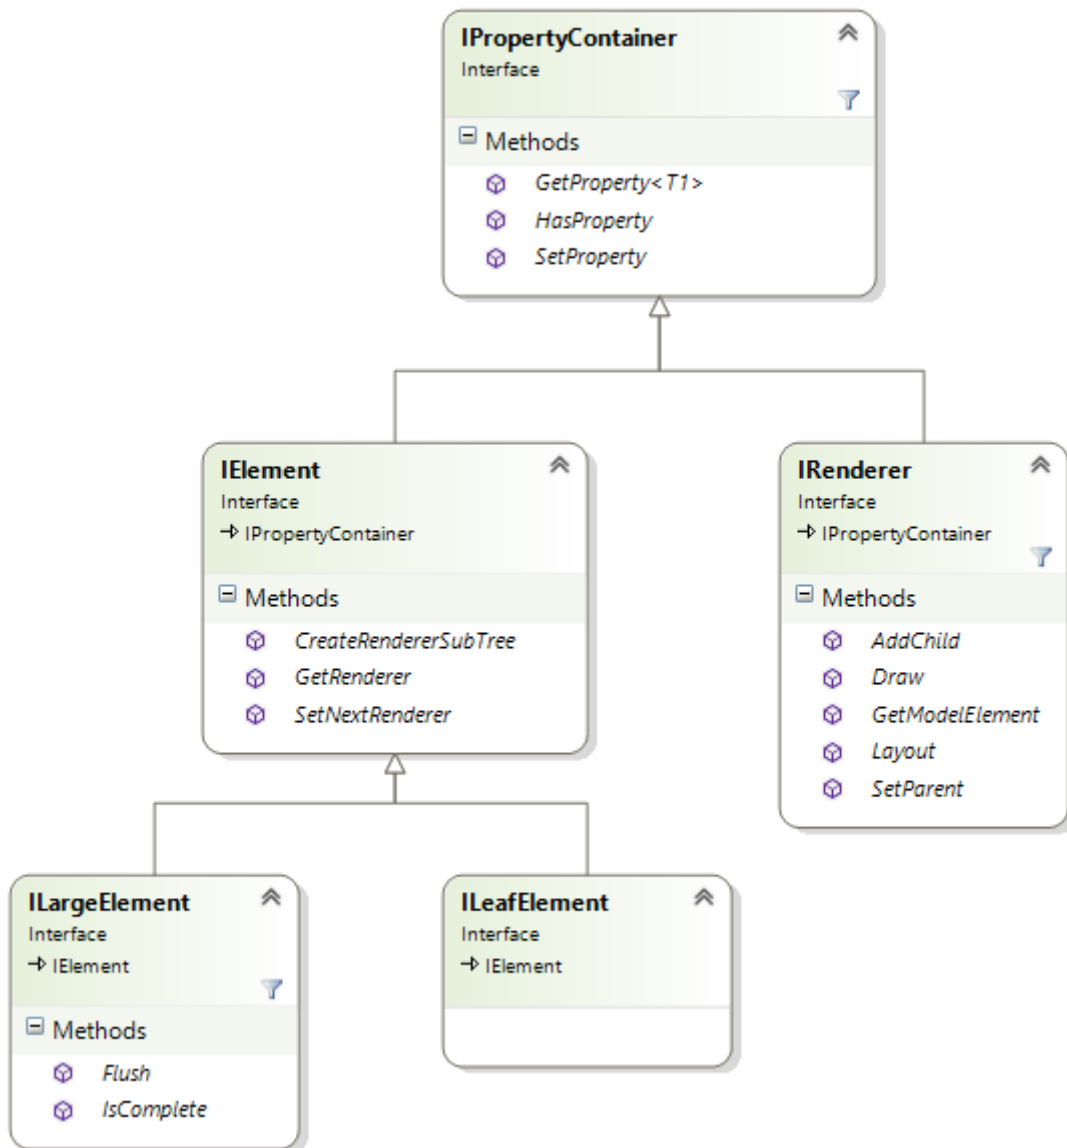 IPropertyContainer
Interface
Methods
GetProperty<T1>
HasProperty
SetProperty
IElement
Interface
IPropertyContainer
Methods
CreateRendererSubTree
GetRenderer
SetNextRenderer
IRenderer
Interface
IPropertyContainer
Methods
AddChild
Draw
GetModelElement
Layout
SetParent
ILargeElement
Interface
IElement
Methods
Flush
IsComplete
ILeafElement
Interface
IElement